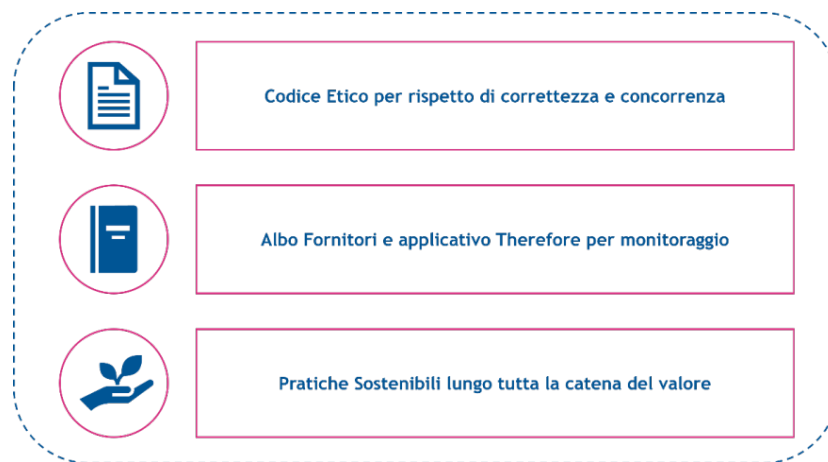 Codice Etico per rispetto di correttezza e concorrenza
Albo Fornitori e applicativo Therefore per monitoraggio
Pratiche Sostenibili lungo tutta la catena del valore